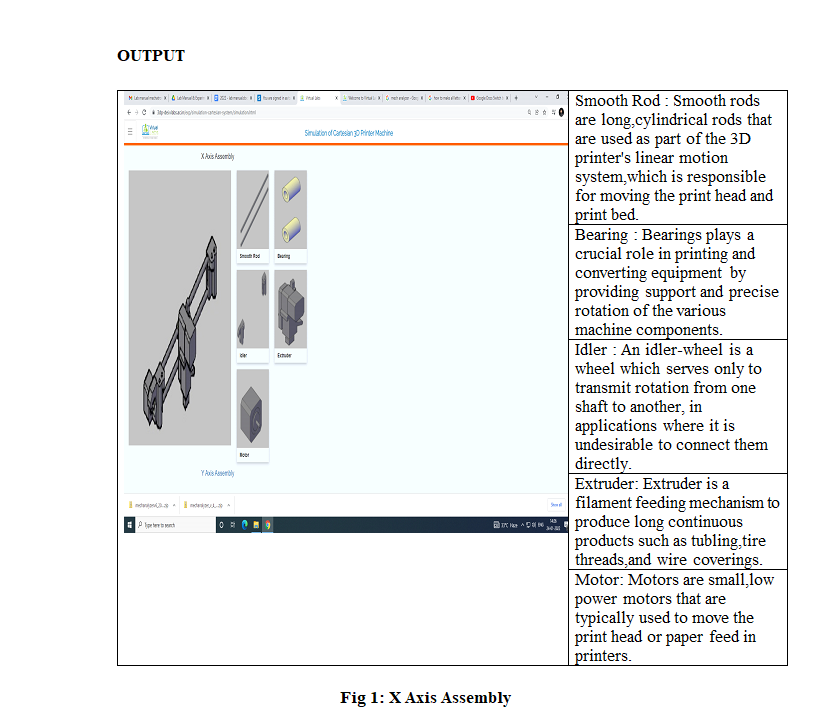 OUTPUT
Simulation of Cartesian 3D Printer Machine
X Axis Assembly
Smooth Rod
Bearing
Idler
Extruder
Motor
Y Axis Assembly
Show all
Type here to search
Smooth Rod : Smooth rods
are long,cylindrical rods that
are used as part of the 3D
printer's linear motion
system,which is responsible
for moving the print head and
print bed.
Bearing : Bearings plays a
crucial role in printing and
converting equipment by
providing support and precise
rotation of the various
machine components.
Idler : An idler-wheel is a
wheel which serves only to
transmit rotation from one
shaft to another, in
applications where it is
undesirable to connect them
directly.
Extruder: Extruder is a
filament feeding mechanism to
produce long continuous
products such as tubling,tire
threads,and wire coverings.
Motor: Motors are small,low
power motors that are
typically used to move the
print head or paper feed in
printers.
Fig 1: X Axis Assembly